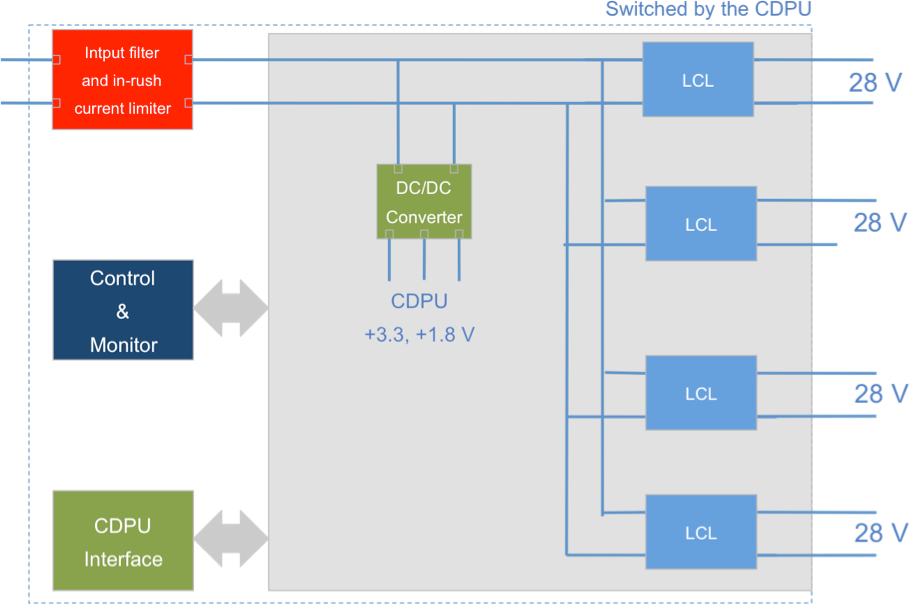 Switched by the CDPU
Intput filter
and in-rush
current limiter
LCL
28 V
DC/DC
Converter
LCL
28 V
Control
&
Monitor
CDPU
+3.3, +1.8 V
LCL
28 V
CDPU
Interface
LCL
28 V